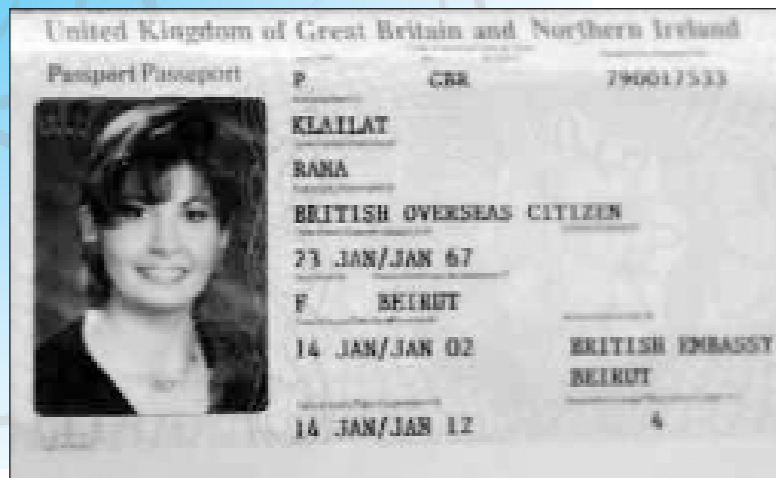 United Kingdom of Great Britain and Northern Ireland
Passport Passeport
P GBR 790017533
KLAILAT
RANA
BRITISH OVERSEAS CITIZEN
23 JAN/JAN 67
F BEIRUT
14 JAN/JAN 02 BRITISH EMBASSY
BEIRUT
14 JAN/JAN 12 4